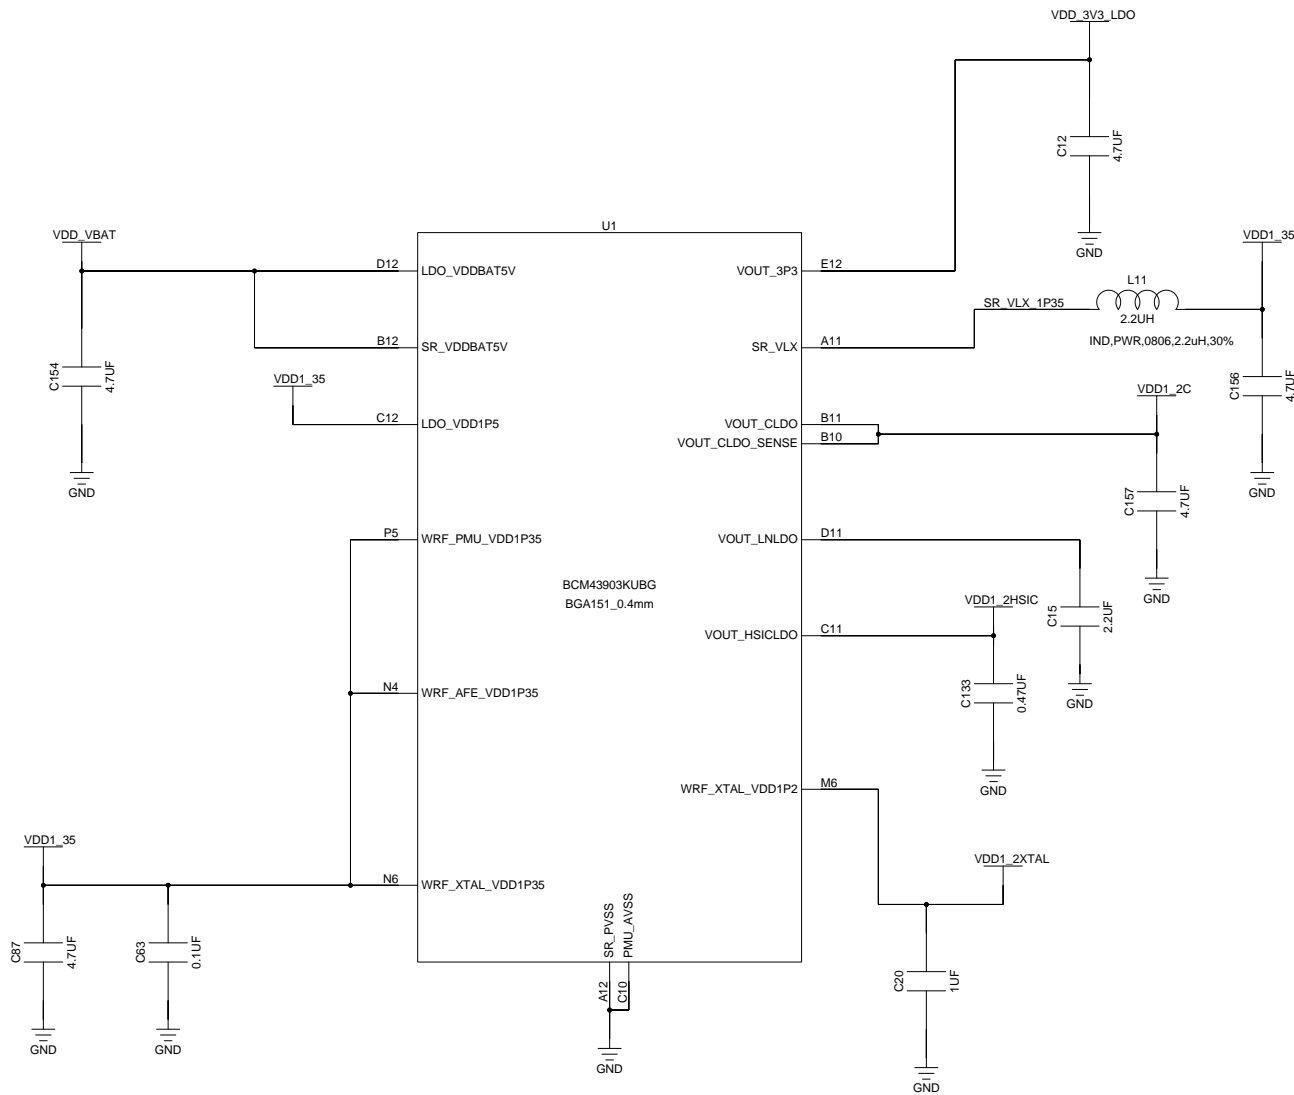 VDD_3V3_LDO
C12
4.7UF
GND
U1
VDD_VBAT
C154
4.7UF
GND
D12
LDO_VDDBAT5V
B12
SR_VDDBAT5V
VDD1_35
C12
LDO_VDD1P5
P5
WRF_PMU_VDD1P35
N4
WRF_AFE_VDD1P35
N6
WRF_XTAL_VDD1P35
VDD1_35
C87
4.7UF
GND
C63
0.1UF
GND
BCM43903KUBG
BGA151_0.4mm
SR_PVSS
PMU_AVSS
A12
C10
GND
VOUT_3P3
E12
SR_VLX
A11
SR_VLX_1P35
L11
2.2UH
IND,PWR,0806,2.2uH,30%
VDD1_35
C156
4.7UF
GND
VOUT_CLDO
B11
VOUT_CLDO_SENSE
B10
VDD1_2C
C157
4.7UF
GND
VOUT_LNLDO
D11
C15
2.2UF
GND
VOUT_HSICLDO
C11
VDD1_2HSIC
C133
0.47UF
GND
WRF_XTAL_VDD1P2
M6
VDD1_2XTAL
C20
1UF
GND